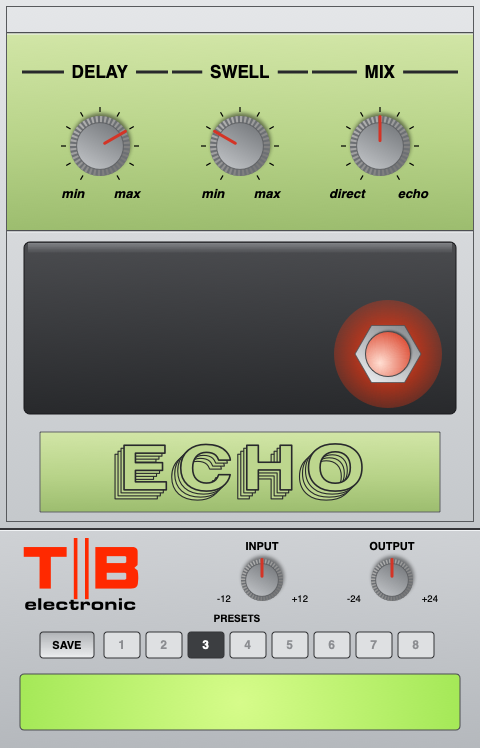 DELAY SWELL MIX
min max min max direct echo
ECHO
T||B
electronic
INPUT OUTPUT
-12 +12 -24 +24
PRESETS
SAVE 1 2 3 4 5 6 7 8